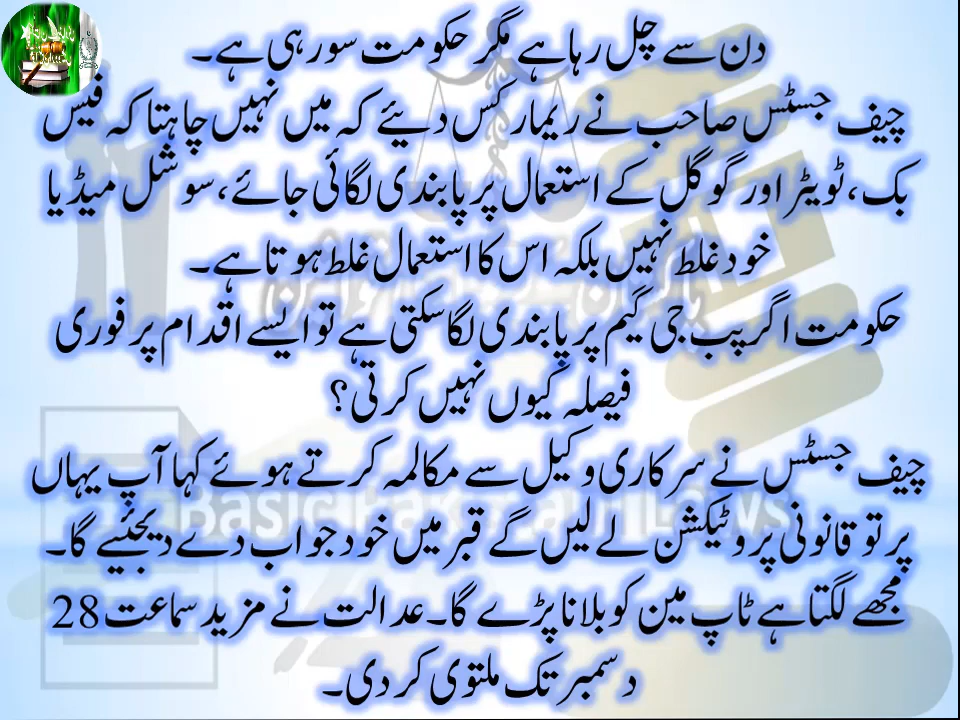 دن سے چل رہا ہے مگر حکومت سو رہی ہے۔
چیف جسٹس صاحب نے ریمارکس دیئے کہ میں نہیں چاہتا کہ فیس
بک، ٹویٹر اور گوگل کے استعمال پر پابندی لگائی جائے، سوشل میڈیا
خود غلط نہیں بلکہ اس کا استعمال غلط ہوتا ہے۔
حکومت اگر پب جی گیم پر پابندی لگا سکتی ہے تو ایسے اقدام پر فوری
فیصلہ کیوں نہیں کرتی؟
چیف جسٹس نے سرکاری وکیل سے مکالمہ کرتے ہوئے کہا آپ یہاں
پر تو قانونی پروٹیکشن لے لیں گے قبر میں خود جواب دے دیجئیے گا۔
مجھے لگتا ہے ٹاپ مین کو بلانا پڑے گا۔ عدالت نے مزید سماعت 28
دسمبر تک ملتوی کر دی۔
Basic Pakistani Laws